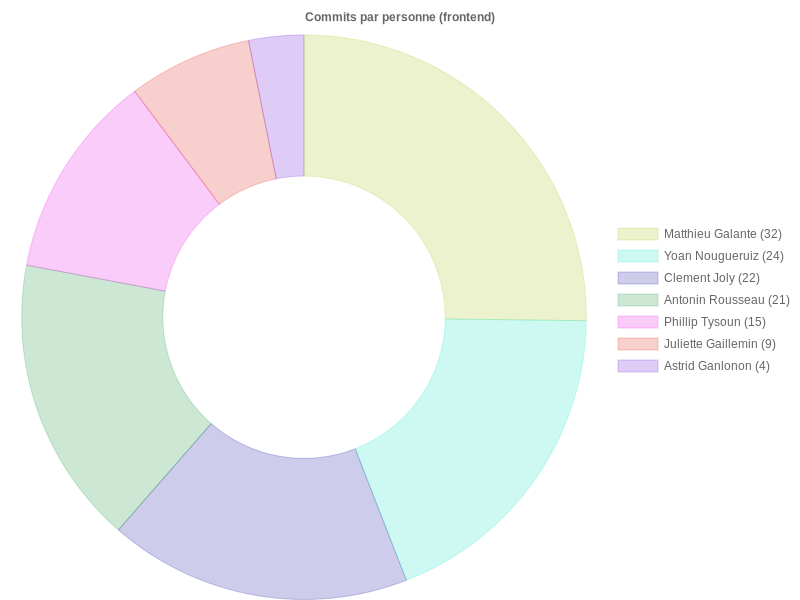 Commits par personne (frontend)
Matthieu Galante (32)
Yoan Nougueruiz (24)
Clement Joly (22)
Antonin Rousseau (21)
Phillip Tysoun (15)
Juliette Gaillemin (9)
Astrid Ganlonon (4)